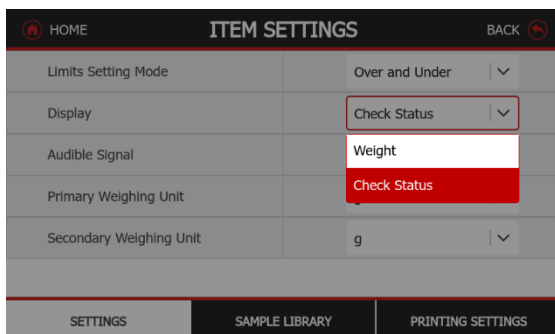 HOME
ITEM SETTINGS
BACK
Limits Setting Mode
Over and Under
Display
Check Status
Weight
Check Status
Audible Signal
Primary Weighing Unit
Secondary Weighing Unit
g
SETTINGS
SAMPLE LIBRARY
PRINTING SETTINGS